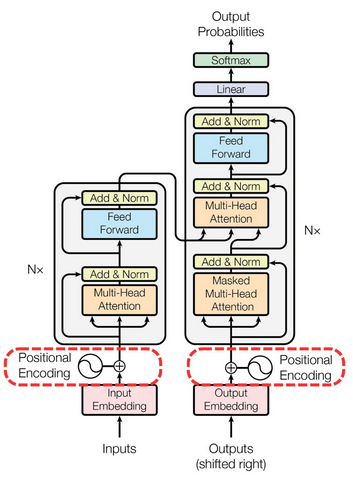 Output
Probabilities
Softmax
Linear
Add & Norm
Feed
Forward
Add & Norm
Multi-Head
Attention
Add & Norm
Masked
Multi-Head
Attention
N×
Add & Norm
Feed
Forward
Add & Norm
Multi-Head
Attention
N×
Positional
Encoding
Positional
Encoding
Input
Embedding
Output
Embedding
Inputs
Outputs
(shifted right)